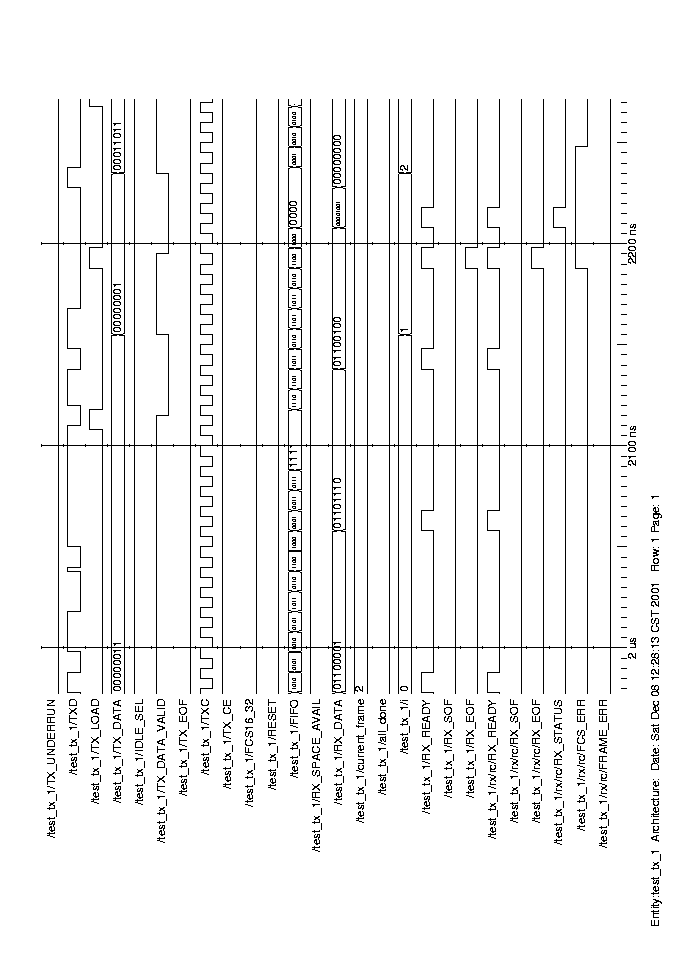 /test_tx_1/TX_UNDERRUN
/test_tx_1/TXD
/test_tx_1/TX_LOAD
/test_tx_1/TX_DATA 00000011 00000001 00011011
/test_tx_1/IDLE_SEL
/test_tx_1/TX_DATA_VALID
/test_tx_1/TX_EOF
/test_tx_1/TXC
/test_tx_1/TX_CE
/test_tx_1/FCS16_32
/test_tx_1/RESET
/test_tx_1/FIFO 1111 0000
/test_tx_1/RX_SPACE_AVAIL
/test_tx_1/RX_DATA 01100001 01101110 01100100 00000000
/test_tx_1/current_frame 2
/test_tx_1/all_done
/test_tx_1/i 0 1 2
/test_tx_1/RX_READY
/test_tx_1/RX_SOF
/test_tx_1/RX_EOF
/test_tx_1/rx/rc/RX_READY
/test_tx_1/rx/rc/RX_SOF
/test_tx_1/rx/rc/RX_EOF
/test_tx_1/rx/rc/RX_STATUS
/test_tx_1/rx/rc/FCS_ERR
/test_tx_1/rx/rc/FRAME_ERR
2 us 2100 ns 2200 ns
Entity:test_tx_1 Architecture: Date: Sat Dec 08 12:26:13 CST 2001 Row: 1 Page: 1